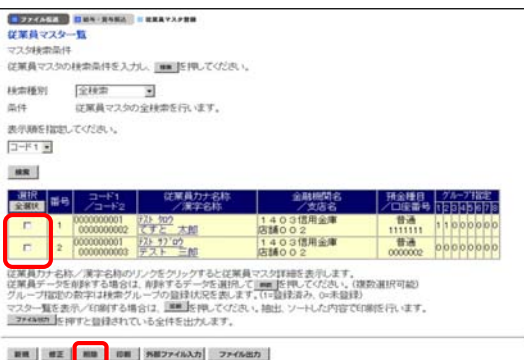 ファイル伝送 給与・賞与振込 従業員マスタ登録
従業員マスター覧
マスタ検索条件
従業員マスタの検索条件を入力し、 検索 を押してください。
検索種別 全検索
条件 従業員マスタの全検索を行います。
表示順を指定してください。
コード1
検索
選択 番号 コード1 従業員カナ名称 金融機関名 預金種目 グループ指定
全選択 /コード2 /漢字名称 /支店名 /口座番号 1 2 3 4 5 6 7 8
1 0000000001 ﾃｽﾄ ﾀﾛｳ 1403信用金庫 普通 1 1 0 0 0 0 0 0
0000000002 てすと 太郎 店舗002 1111111
2 0000000001 0 0 0 0 0 0 0 0 1403信用金庫 普通
0000000003 テスト 三郎 店舗002 0000002
従業員カナ名称/漢字名称のリンクをクリックすると従業員マスタ詳細を表示します。
従業員データを削除する場合は、削除するデータを選択して 削除 を押してください。(複数選択可能)
グループ指定の数字は検索グループの登録状況を表します。(1=登録済み、0=未登録)
マスター覧を表示/印刷する場合は、 印刷 を押してください。抽出、ソートした内容で印刷を行います。
ファイル出力 を押すと登録されている全件を出力します。
新規 修正 削除 印刷 外部ファイル入力 ファイル出力